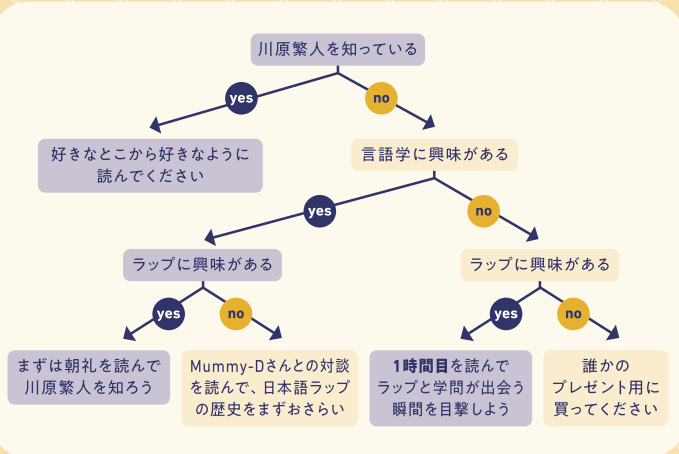 川原繁人を知っている
yes
no
好きなとこから好きなように
読んでください
言語学に興味がある
yes
no
ラップに興味がある
ラップに興味がある
yes
no
yes
no
まずは朝礼を読んで
川原繁人を知ろう
Mummy-Dさんとの対談
を読んで、日本語ラップ
の歴史をまずおさらい
1時間目を読んで
ラップと学問が出会う
瞬間を目撃しよう
誰かの
プレゼント用に
買ってください